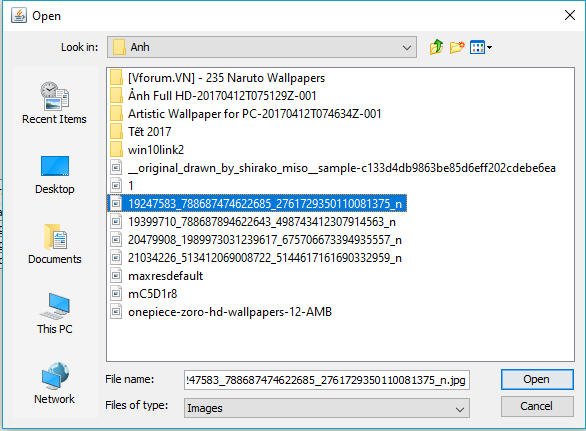 Open
Look in:
Anh
[Vforum.VN] - 235 Naruto Wallpapers
Ảnh Full HD-20170412T075129Z-001
Artistic Wallpaper for PC-20170412T074634Z-001
Tết 2017
win10link2
__original_drawn_by_shirako_miso__sample-c133d4db9863be85d6eff202cdebe6ea
1
19247583_788687474622685_2761729350110081375_n
19399710_788687894622643_498743412307914563_n
20479908_1989973031239617_675706673394935557_n
21034226_513412069008722_5144617161690332959_n
maxresdefault
mC5D1r8
onepiece-zoro-hd-wallpapers-12-AMB
Recent Items
Desktop
Documents
This PC
Network
File name:
!47583_788687474622685_2761729350110081375_n.jpg
Open
Files of type:
Images
Cancel